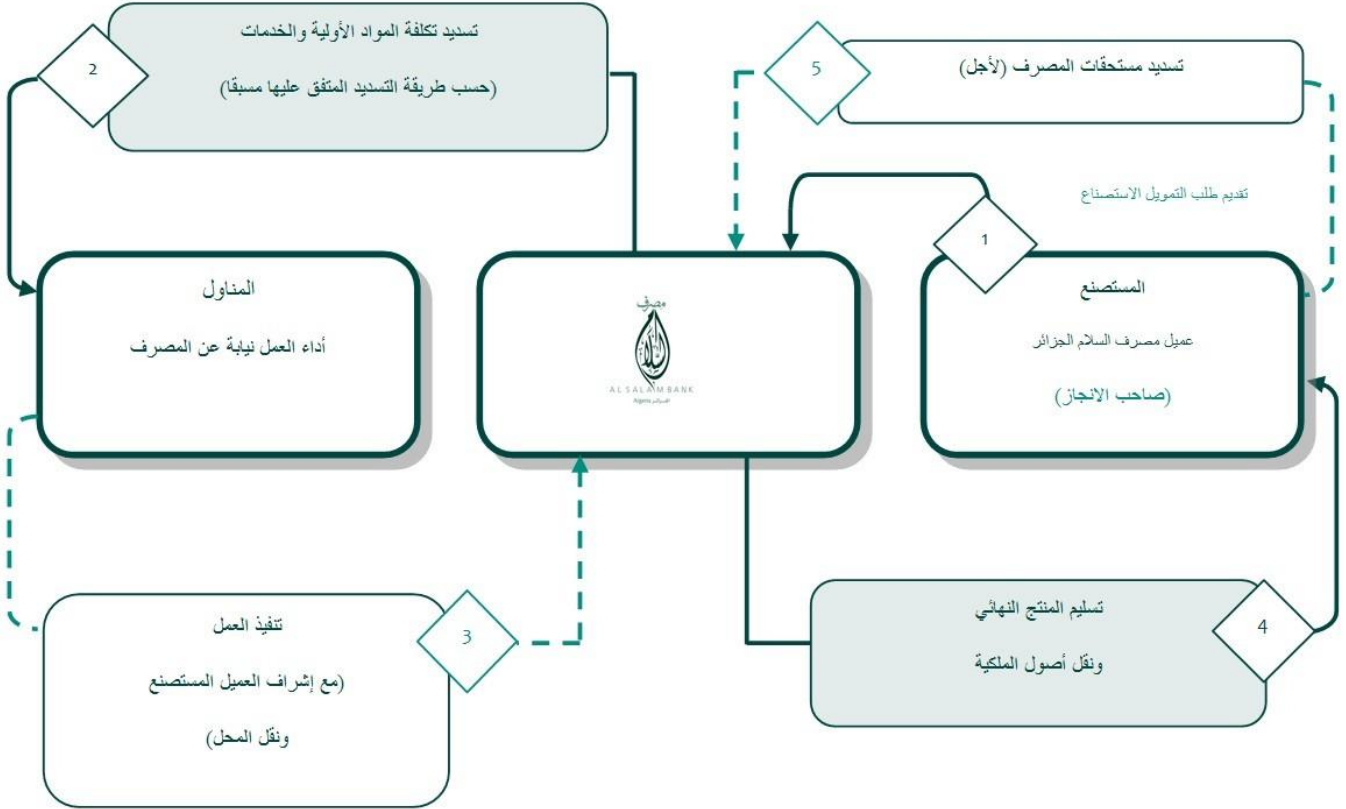 تسديد تكلفة المواد الأولية والخدمات
(حسب طريقة التسديد المتفق عليها مسبقا)
2
5
تسديد مستحقات المصرف (لأجل)
تقديم طلب التمويل الاستصناع
1
المستصنع
عميل مصرف السلام الجزائر
(صاحب الانجاز)
مصرف
السلام
AL SALAM BANK
Algeria الجزائر
المناول
أداء العمل نيابة عن المصرف
تنفيذ العمل
(مع إشراف العميل المستصنع
ونقل المحل)
3
تسليم المنتج النهائي
ونقل أصول الملكية
4